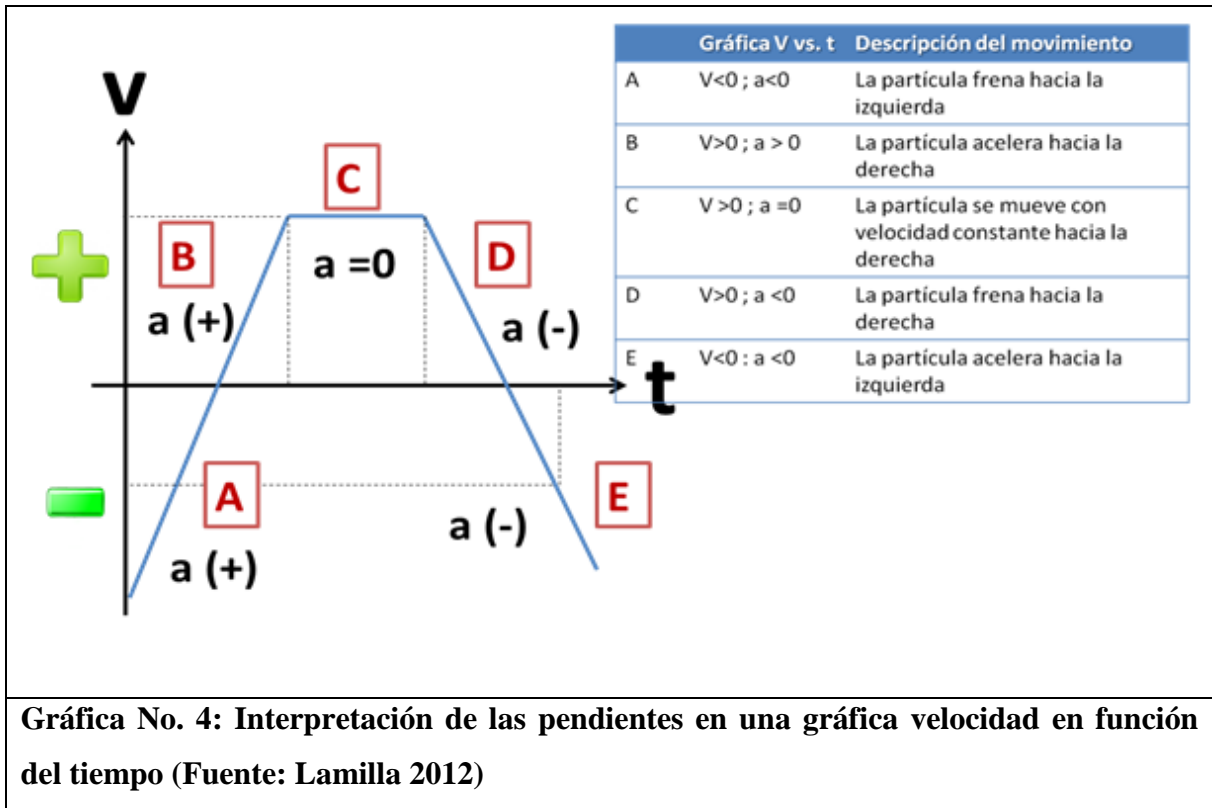 V
C
B
D
a =0
a (+)
a (-)
t
A
E
a (-)
a (+)
Gráfica V vs. t Descripción del movimiento
A V<0 ; a<0 La partícula frena hacia la
izquierda
B V>0 ; a > 0 La partícula acelera hacia la
derecha
C V >0 ; a =0 La partícula se mueve con
velocidad constante hacia la
derecha
D V>0 ; a <0 La partícula frena hacia la
derecha
E V<0 : a <0 La partícula acelera hacia la
izquierda
Gráfica No. 4: Interpretación de las pendientes en una gráfica velocidad en función
del tiempo (Fuente: Lamilla 2012)